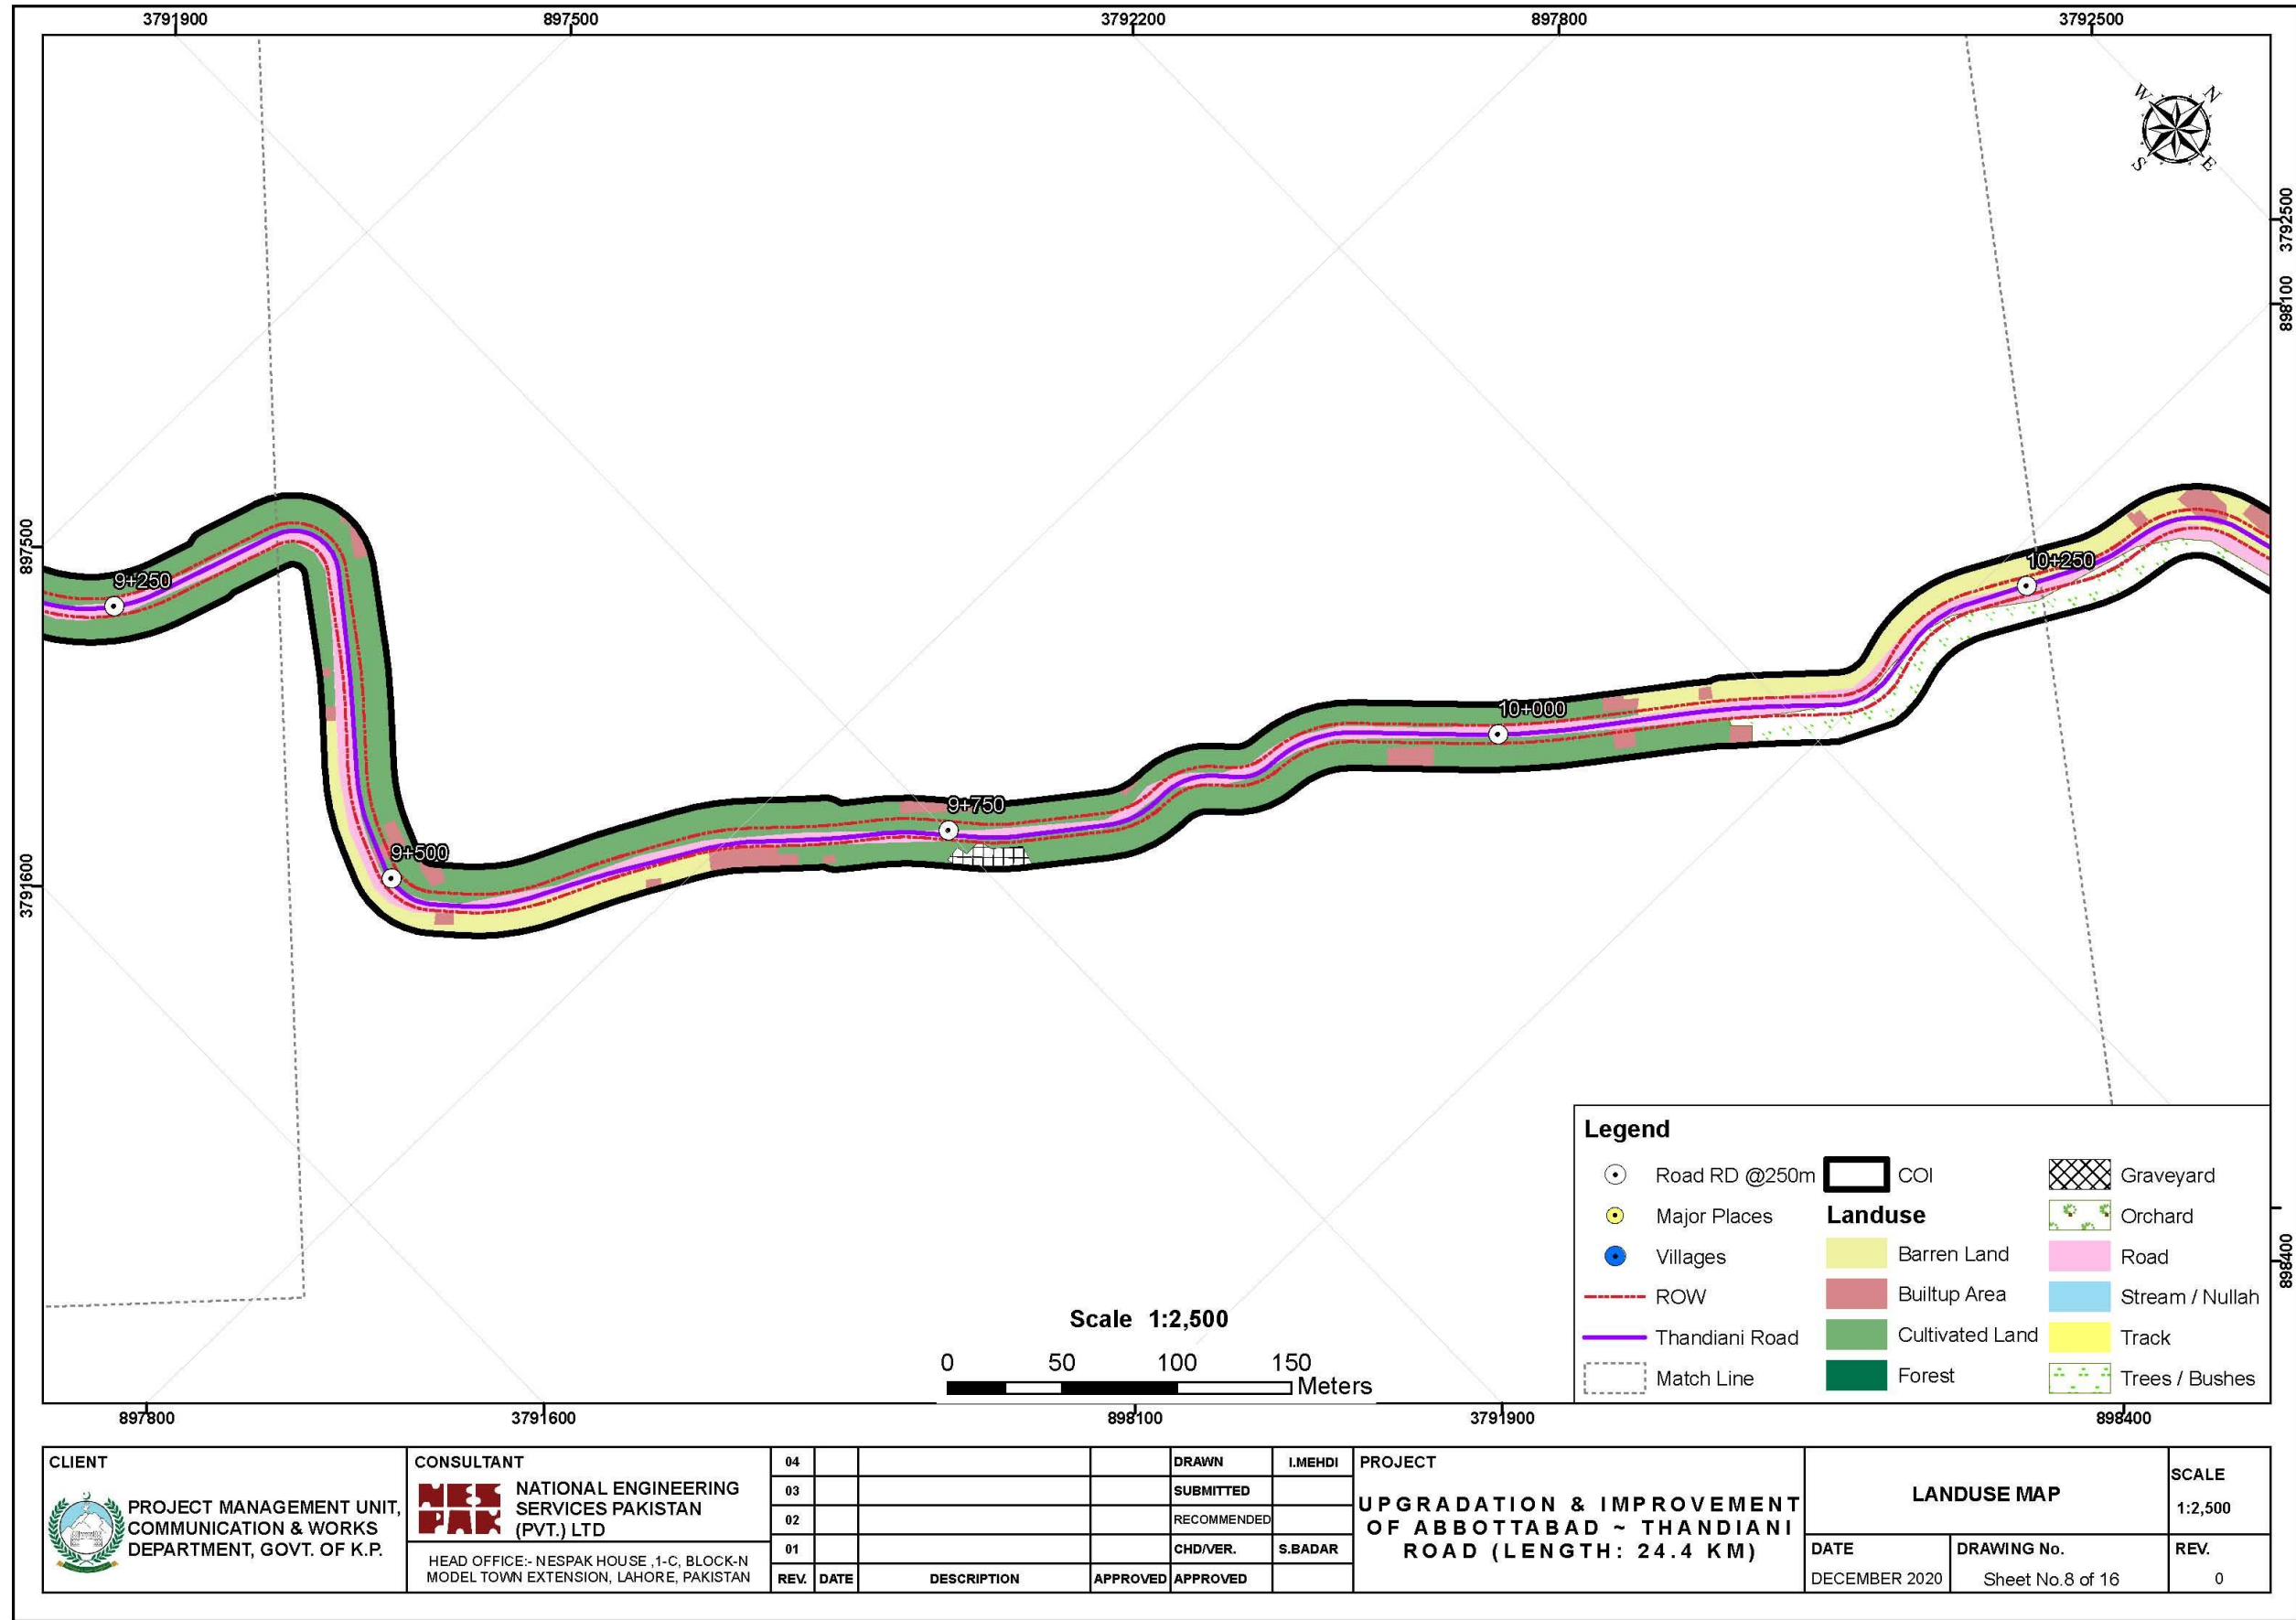 3791900 897500 3792200 897800 3792500
W N
S E
3792500
898100
897500
3791600
898400
9+250
9+500
9+750
10+000
10+250
Legend
Road RD @250m
Major Places
Villages
ROW
Thandiani Road
Match Line
COI
Landuse
Barren Land
Builtup Area
Cultivated Land
Forest
Graveyard
Orchard
Road
Stream / Nullah
Track
Trees / Bushes
Scale 1:2,500
0 50 100 150
Meters
897800 3791600 898100 3791900 898400
CLIENT
PROJECT MANAGEMENT UNIT,
COMMUNICATION & WORKS
DEPARTMENT, GOVT. OF K.P.
CONSULTANT
NES
PAK
NATIONAL ENGINEERING
SERVICES PAKISTAN
(PVT.) LTD
HEAD OFFICE:- NESPAK HOUSE ,1-C, BLOCK-N
MODEL TOWN EXTENSION, LAHORE, PAKISTAN
04
03
02
01
REV. DATE DESCRIPTION APPROVED
DRAWN I.MEHDI
SUBMITTED
RECOMMENDED
CHD/VER. S.BADAR
APPROVED
PROJECT
UPGRADATION & IMPROVEMENT
OF ABBOTTABAD ~ THANDIANI
ROAD (LENGTH: 24.4 KM)
LANDUSE MAP
SCALE
1:2,500
DATE
DECEMBER 2020
DRAWING No.
Sheet No.8 of 16
REV.
0